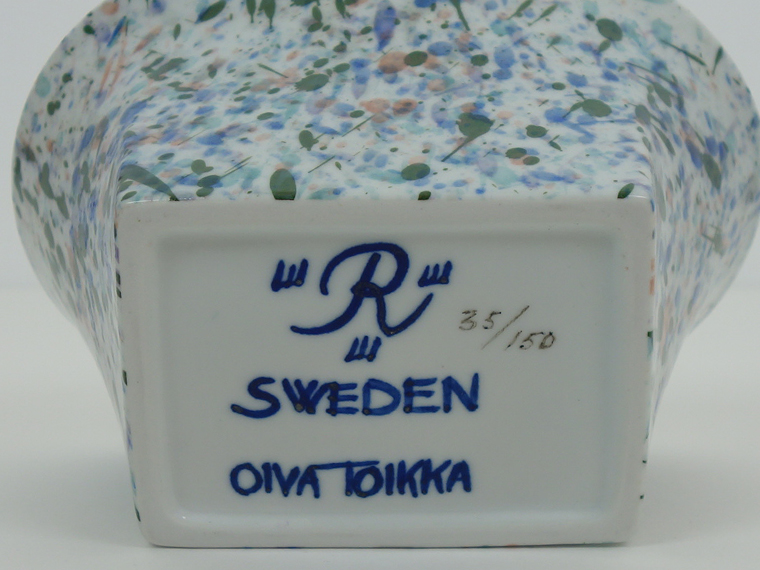 R
35/150
SWEDEN
OIVA TOIKKA